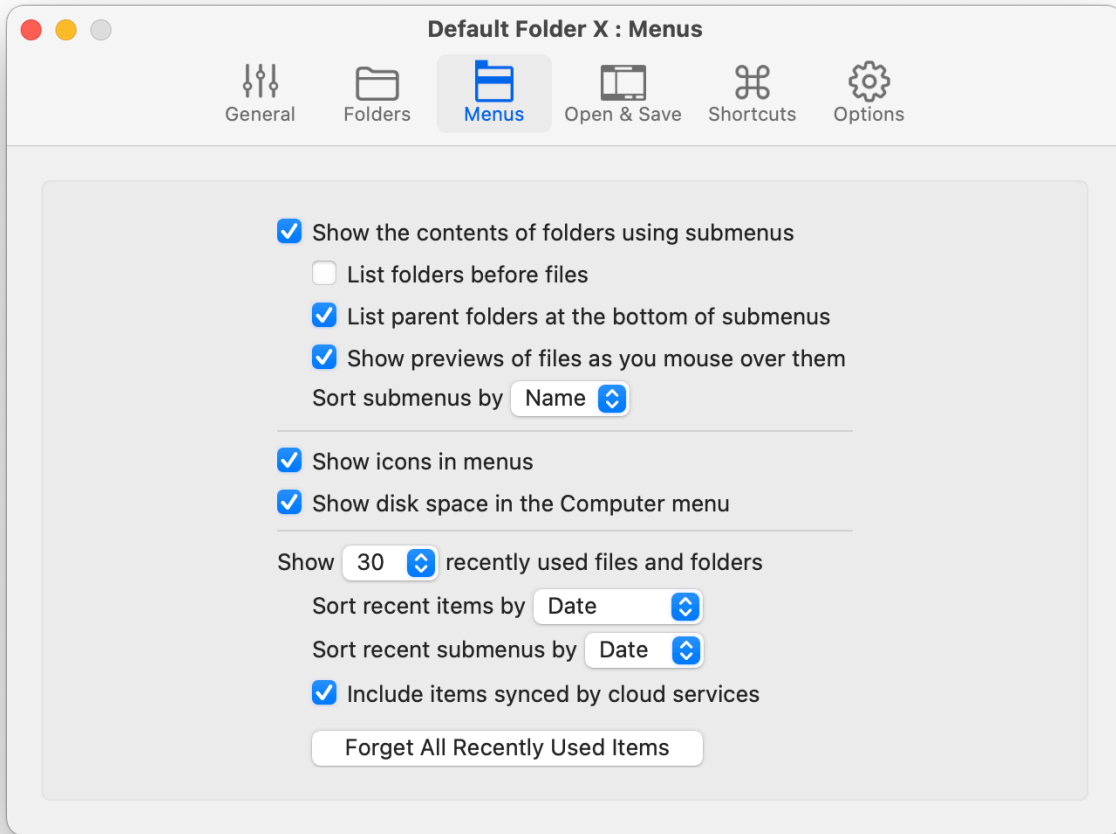 Default Folder X : Menus
General Folders Menus Open & Save Shortcuts Options
Show the contents of folders using submenus
List folders before files
List parent folders at the bottom of submenus
Show previews of files as you mouse over them
Sort submenus by Name
Show icons in menus
Show disk space in the Computer menu
Show 30 recently used files and folders
Sort recent items by Date
Sort recent submenus by Date
Include items synced by cloud services
Forget All Recently Used Items